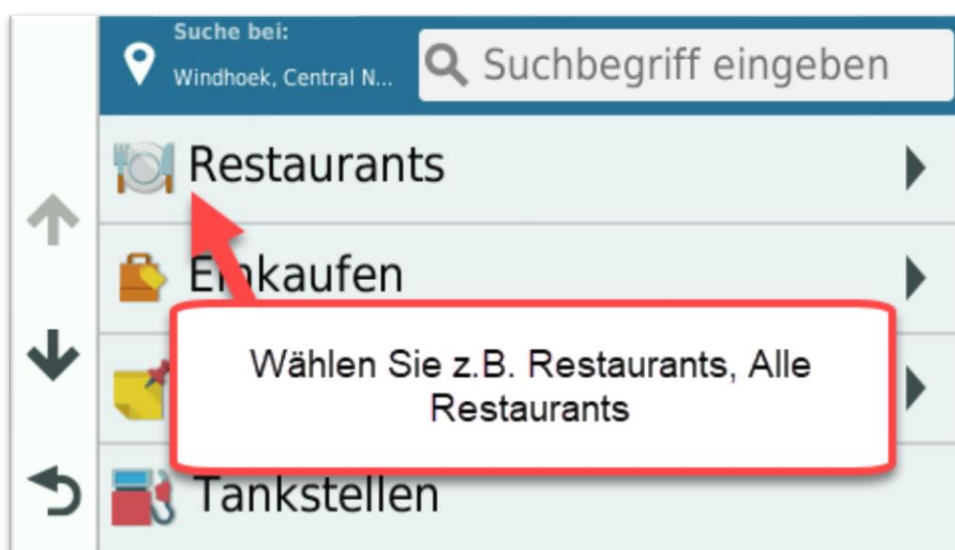 Suche bei:
Windhoek, Central N...
Suchbegriff eingeben
Restaurants
Einkaufen
Wählen Sie z.B. Restaurants, Alle
Restaurants
Tankstellen